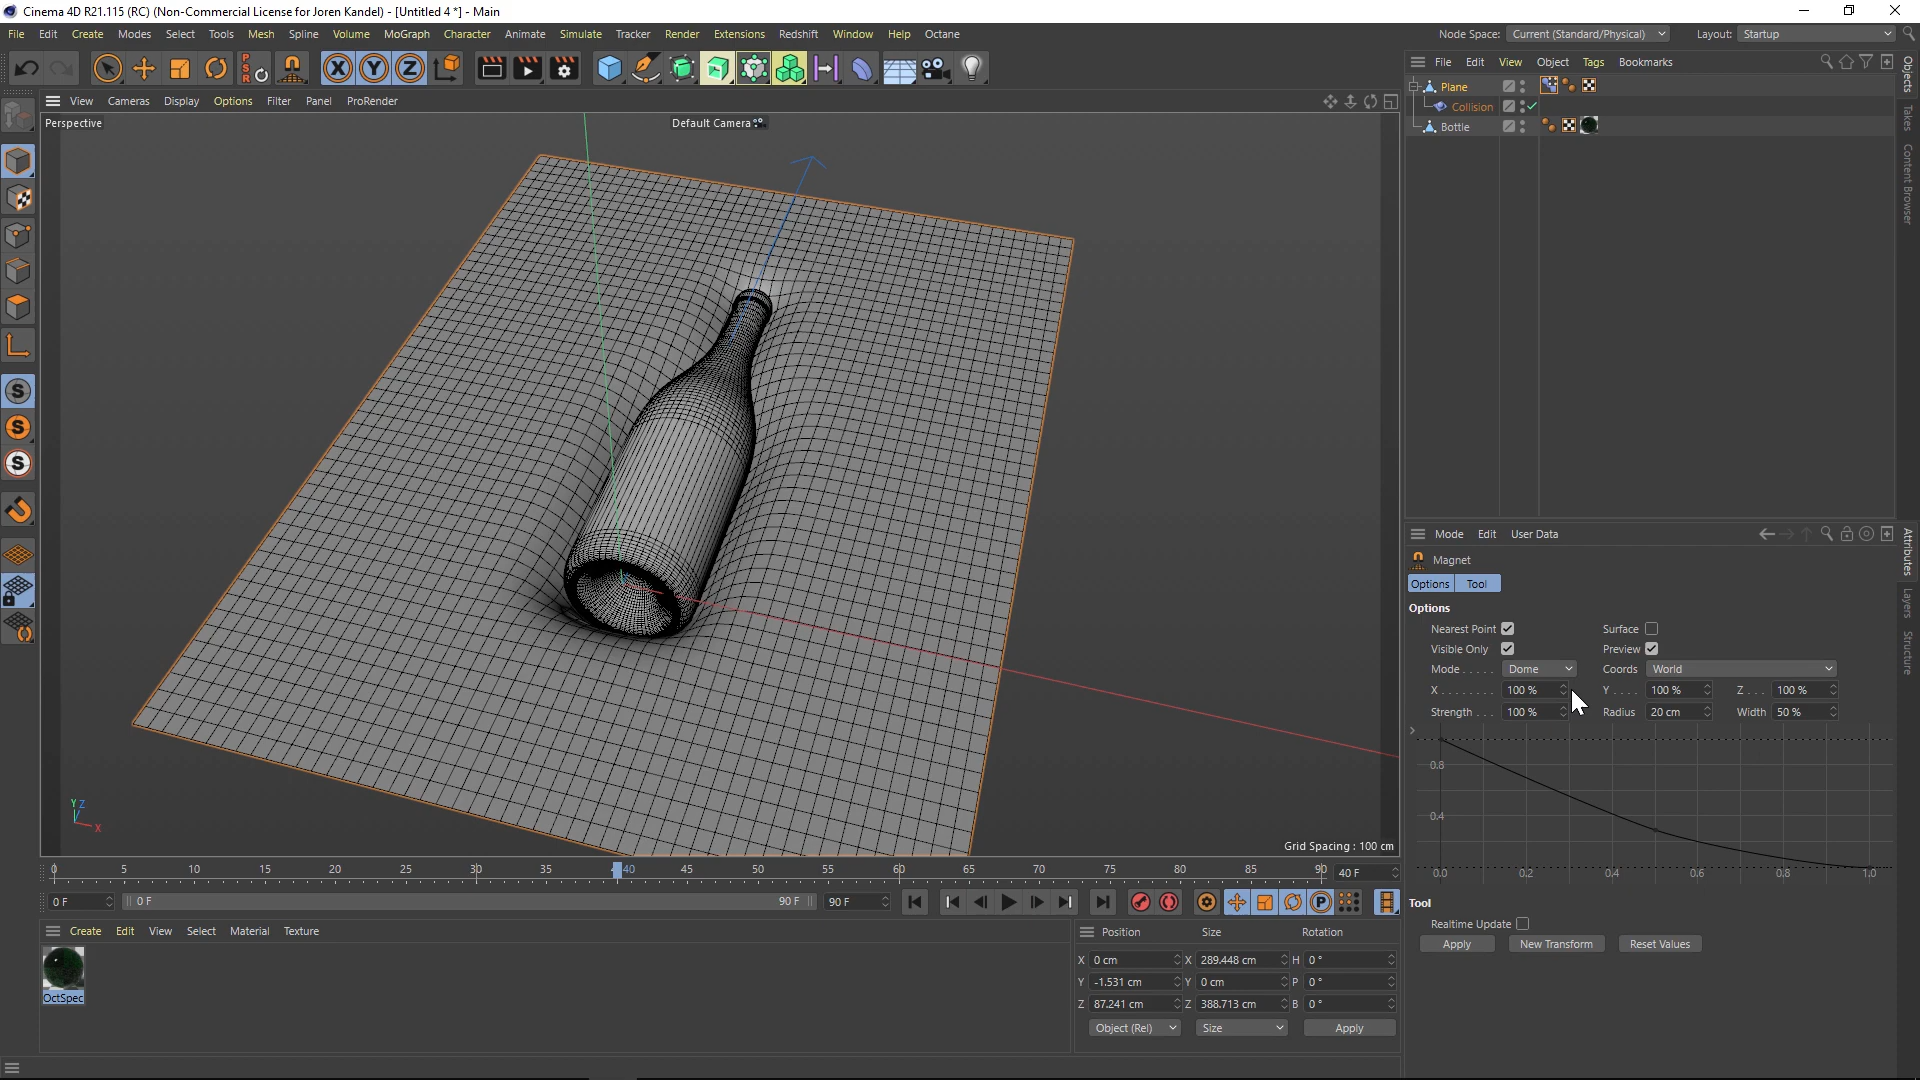 Cinema 4D R21.115 (RC) (Non-Commercial License for Joren Kandel) - [Untitled 4 *] - Main
File Edit Create Modes Select Tools Mesh Spline Volume MoGraph Character Animate Simulate Tracker Render Extensions Redshift Window Help Octane
Node Space: Current (Standard/Physical) Layout: Startup
X Y Z P S R
View Cameras Display Options Filter Panel ProRender
Perspective
Default Camera
File Edit View Object Tags Bookmarks
Plane
Collision
Bottle
Objects
Takes
Content Browser
Mode Edit User Data
Magnet
Options Tool
Options
Nearest Point Surface
Visible Only Preview
Mode . . . . . Dome Coords World
X . . . . . . . . 100 % Y . . . . 100 % Z . . . 100 %
Strength . . . 100 % Radius 20 cm Width 50 %
0.8
0.4
0.0 0.2 0.4 0.6 0.8 1.0
Tool
Realtime Update
Apply New Transform Reset Values
Attributes
Layers
Structure
S
S
S
Y Z
X
Grid Spacing : 100 cm
0 5 10 15 20 25 30 35 40 45 50 55 60 65 70 75 80 85 90 40 F
0 F 0 F 90 F 90 F P
Create Edit View Select Material Texture
OctSpec
Position Size Rotation
X 0 cm X 289.448 cm H 0 °
Y -1.531 cm Y 0 cm P 0 °
Z 87.241 cm Z 388.713 cm B 0 °
Object (Rel) Size Apply